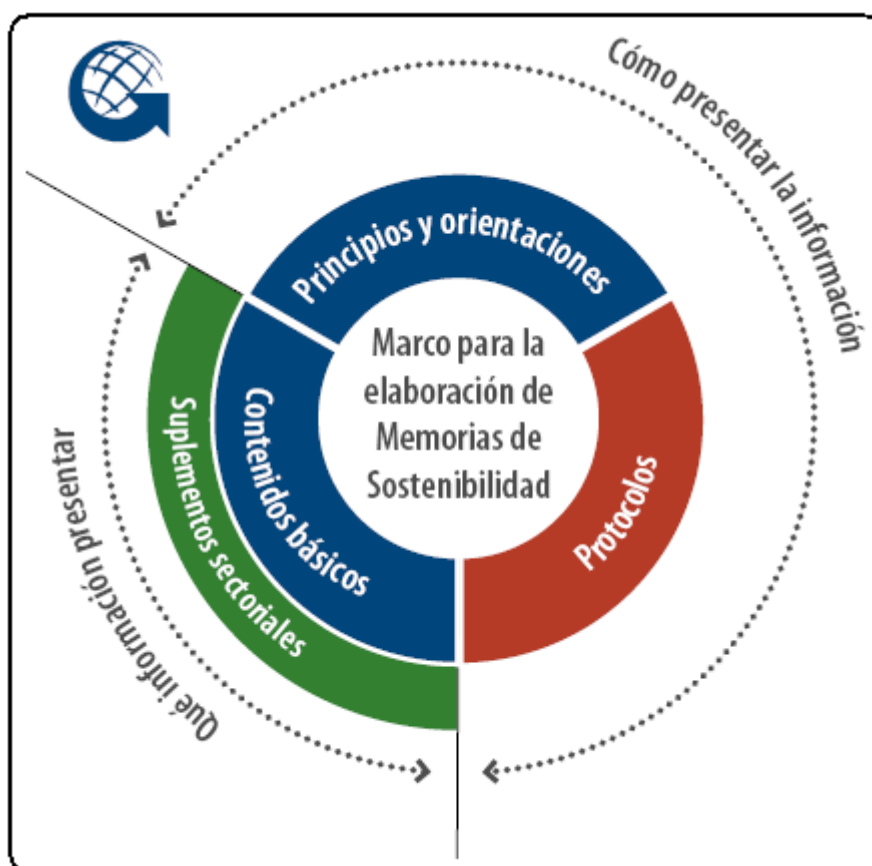 Cómo presentar la información
Principios y orientaciones
Marco para la
elaboración de
Memorias de
Sostenibilidad
Protocolos
Contenidos básicos
Suplementos sectoriales
Qué información presentar